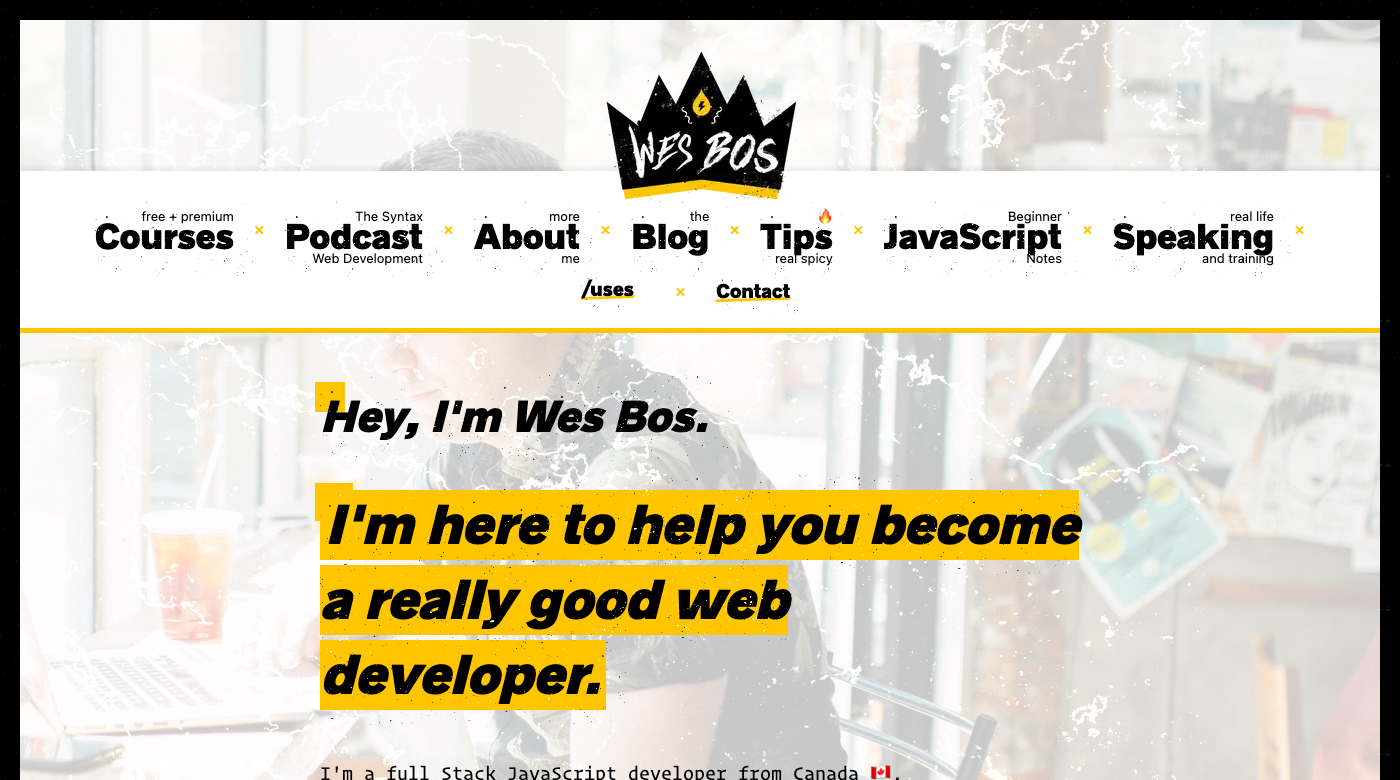 WES BOS
free + premium
Courses
×
The Syntax
Podcast
Web Development
×
more
About
me
×
the
Blog
×
🔥
Tips
real spicy
×
Beginner
JavaScript
Notes
×
real life
Speaking
and training
×
/uses
×
Contact
Hey, I'm Wes Bos.
I'm here to help you become
a really good web
developer.
I'm a full Stack JavaScript developer from Canada 🇨🇦.